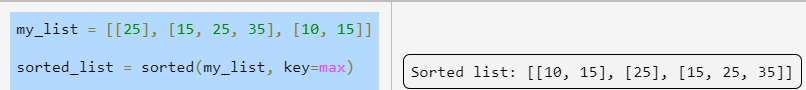 my_list = [[25], [15, 25, 35], [10, 15]]
sorted_list = sorted(my_list, key=max)
Sorted list: [[10, 15], [25], [15, 25, 35]]